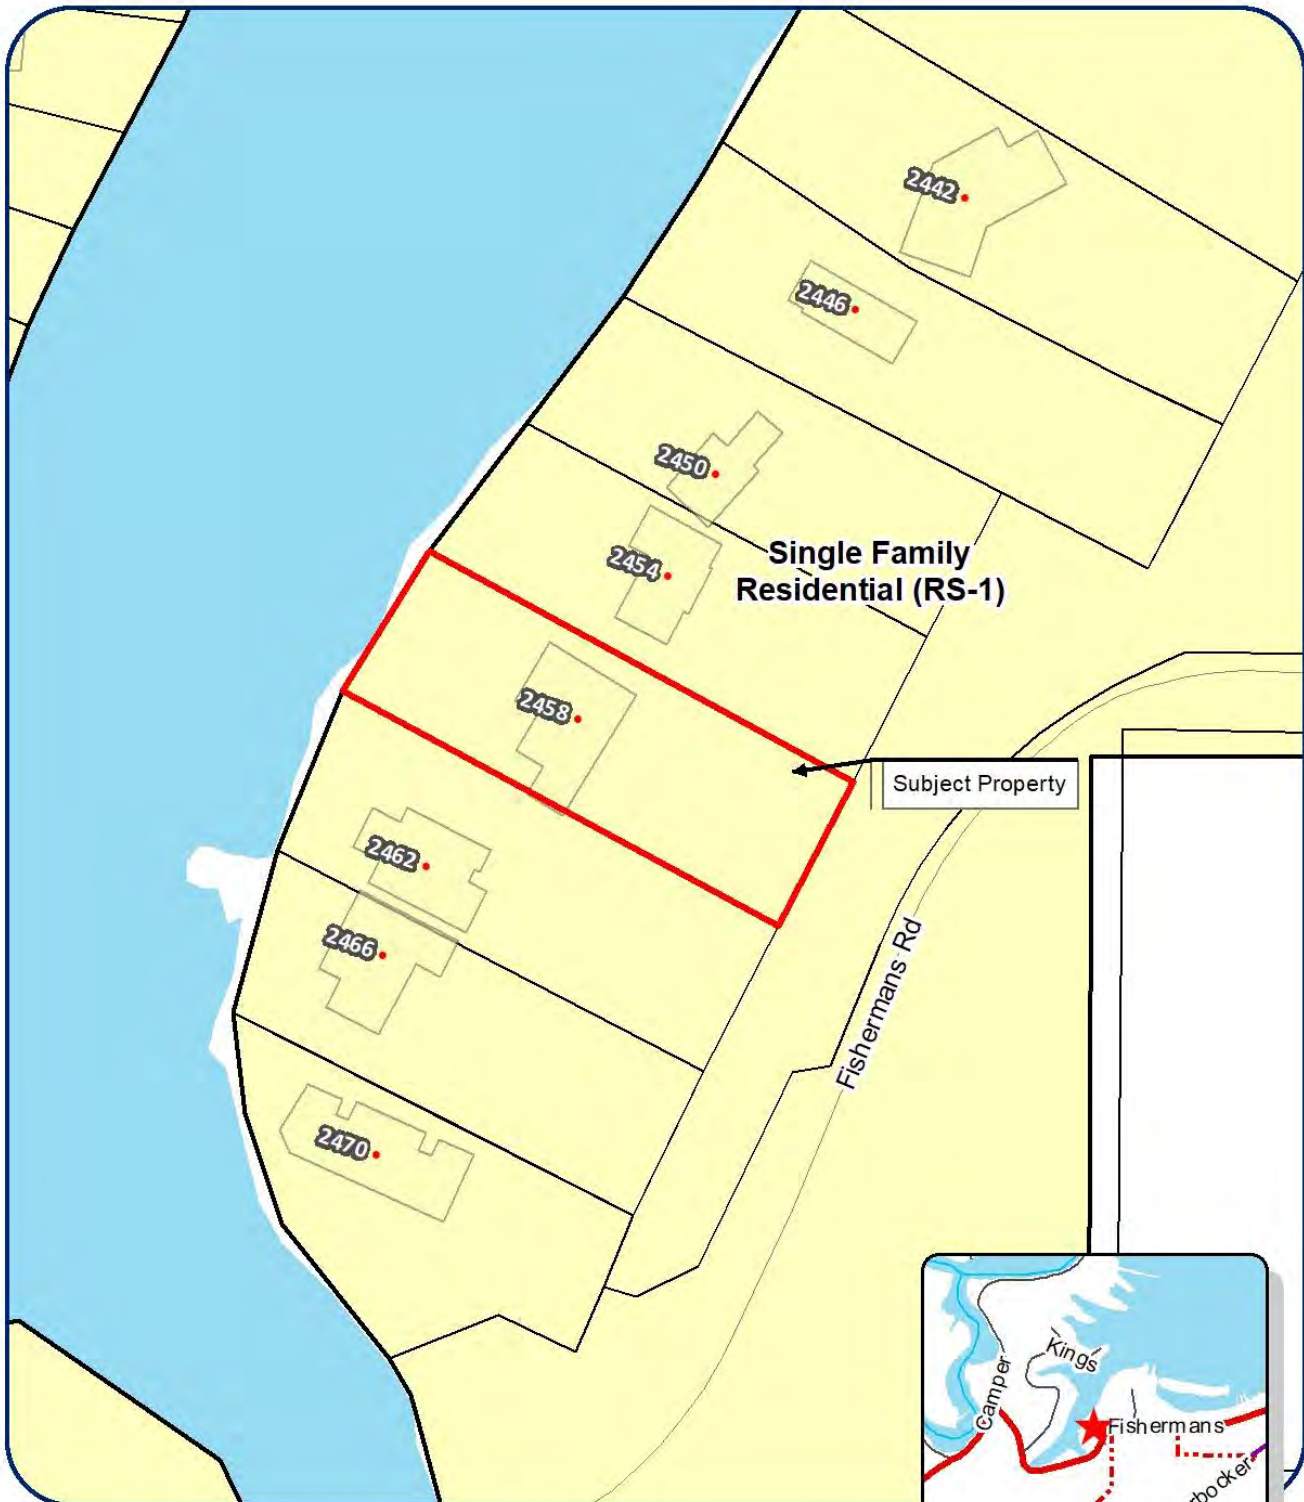 2442
2446
2450
Single Family
Residential (RS-1)
2454
2458
Subject Property
2462
2466
Fishermans Rd
2470
Kings
Camper
Fishermans